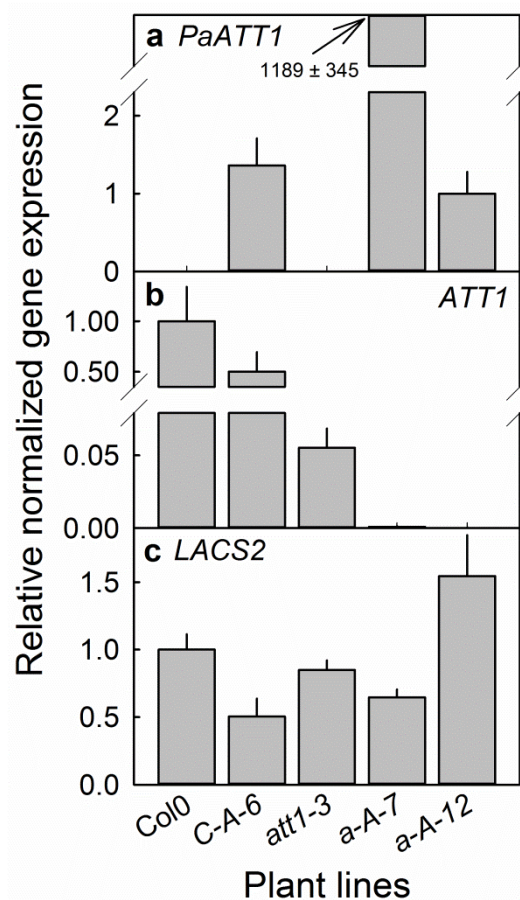 a PaATT1
1189 ± 345
2
1
0
b ATT1
1.00
0.50
0.05
0.00
c LACS2
1.5
1.0
0.5
0.0
Relative normalized gene expression
Col0 C-A-6 att1-3 a-A-7 a-A-12
Plant lines